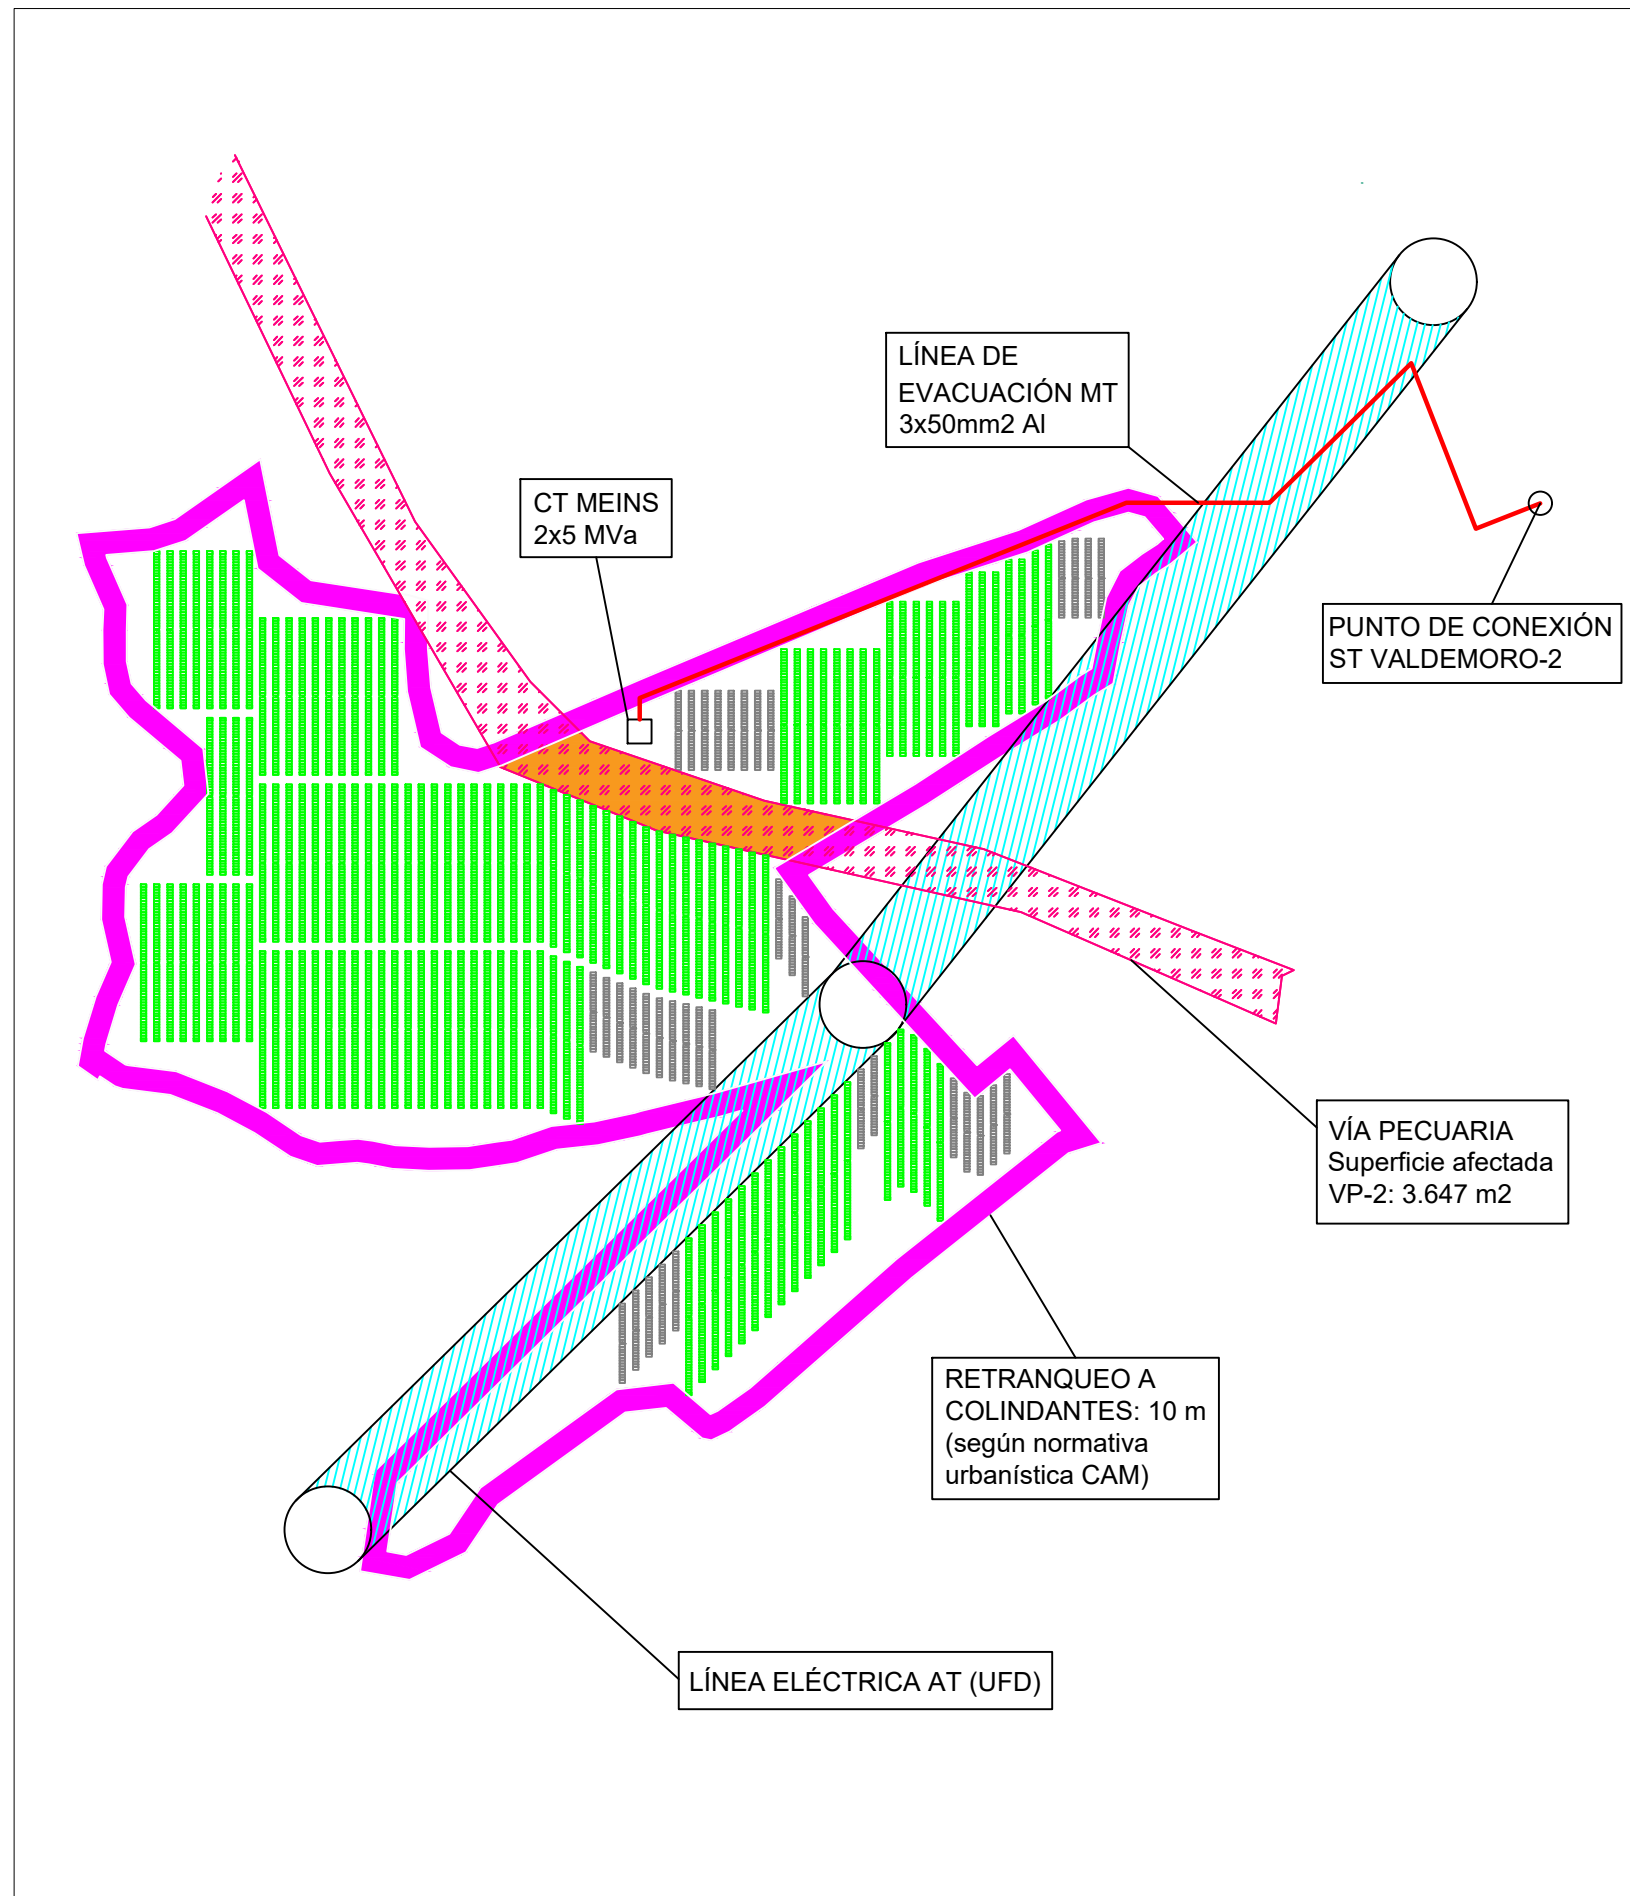 LÍNEA DE
EVACUACIÓN MT
3x50mm2 Al
CT MEINS
2x5 MVa
PUNTO DE CONEXIÓN
ST VALDEMORO-2
VÍA PECUARIA
Superficie afectada
VP-2: 3.647 m2
RETRANQUEO A
COLINDANTES: 10 m
(según normativa
urbanística CAM)
LÍNEA ELÉCTRICA AT (UFD)